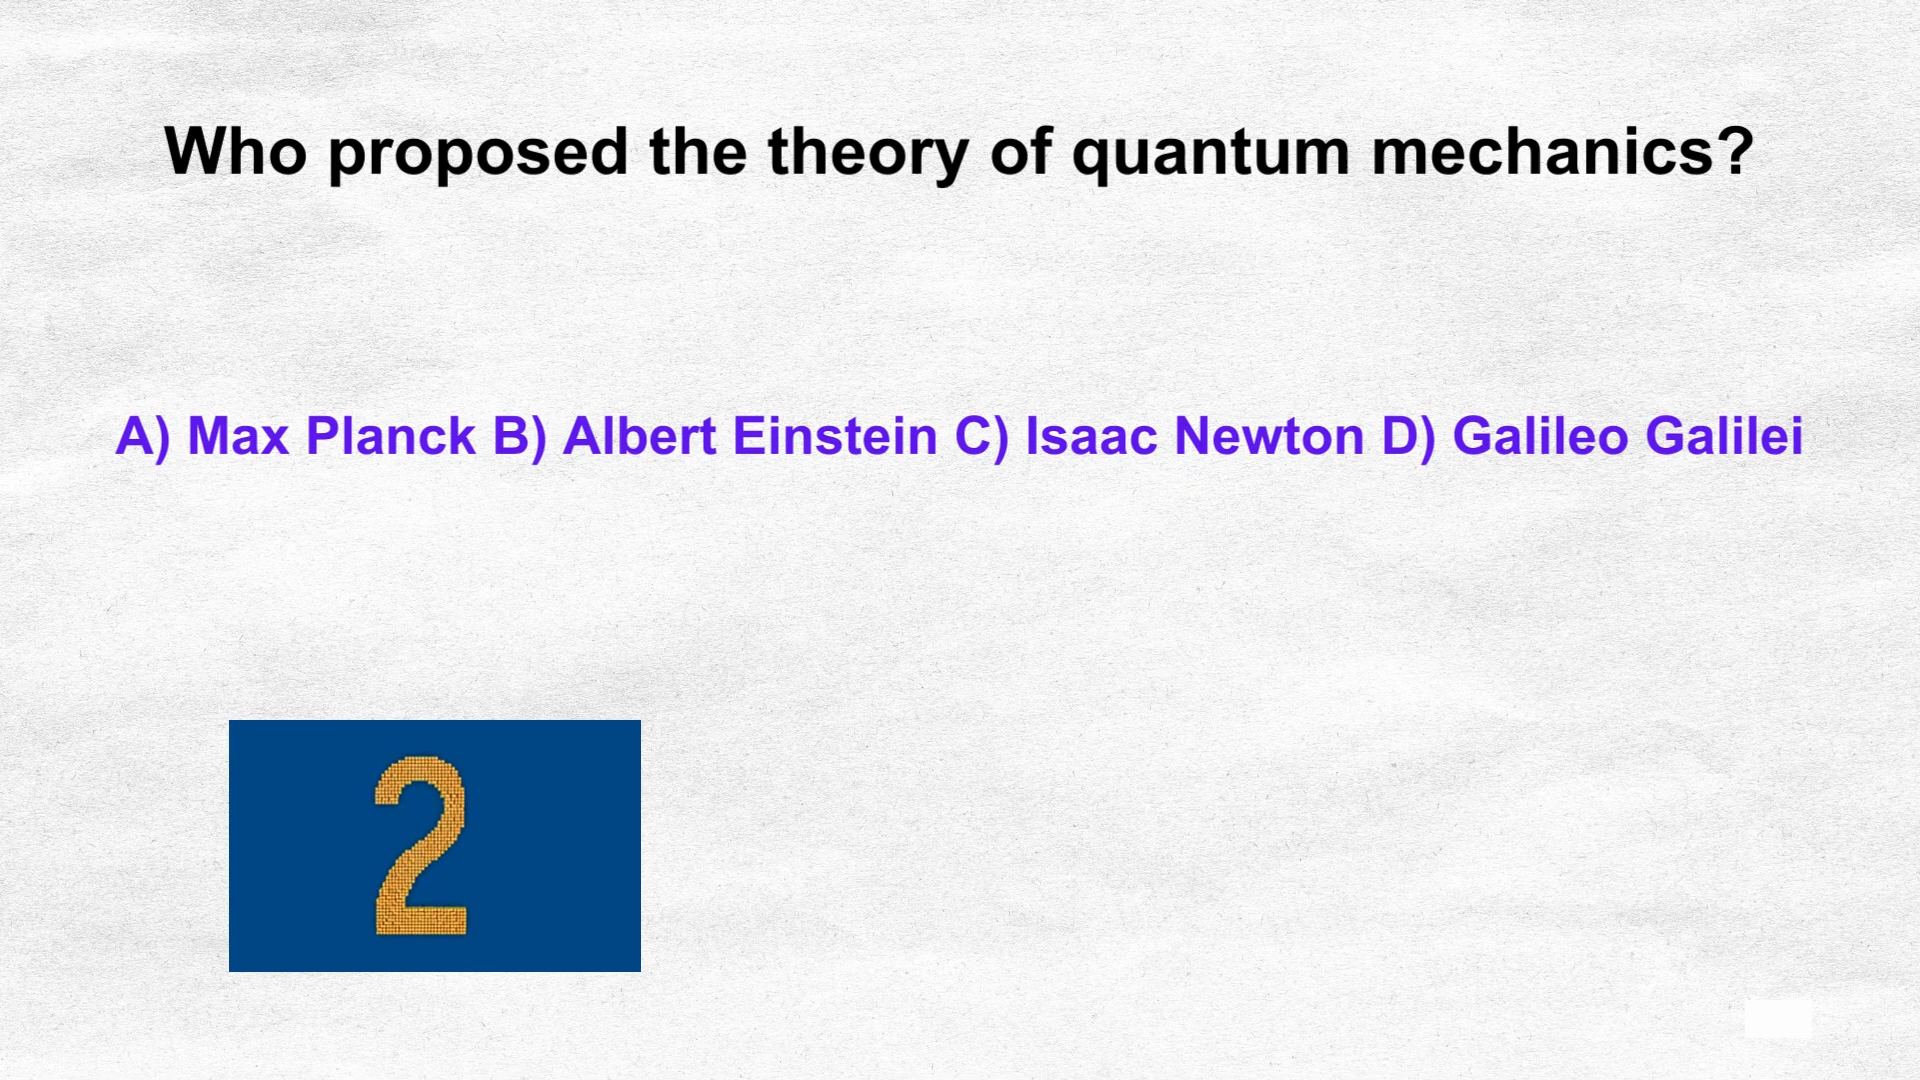 Who proposed the theory of quantum mechanics?
A) Max Planck B) Albert Einstein C) Isaac Newton D) Galileo Galilei
2